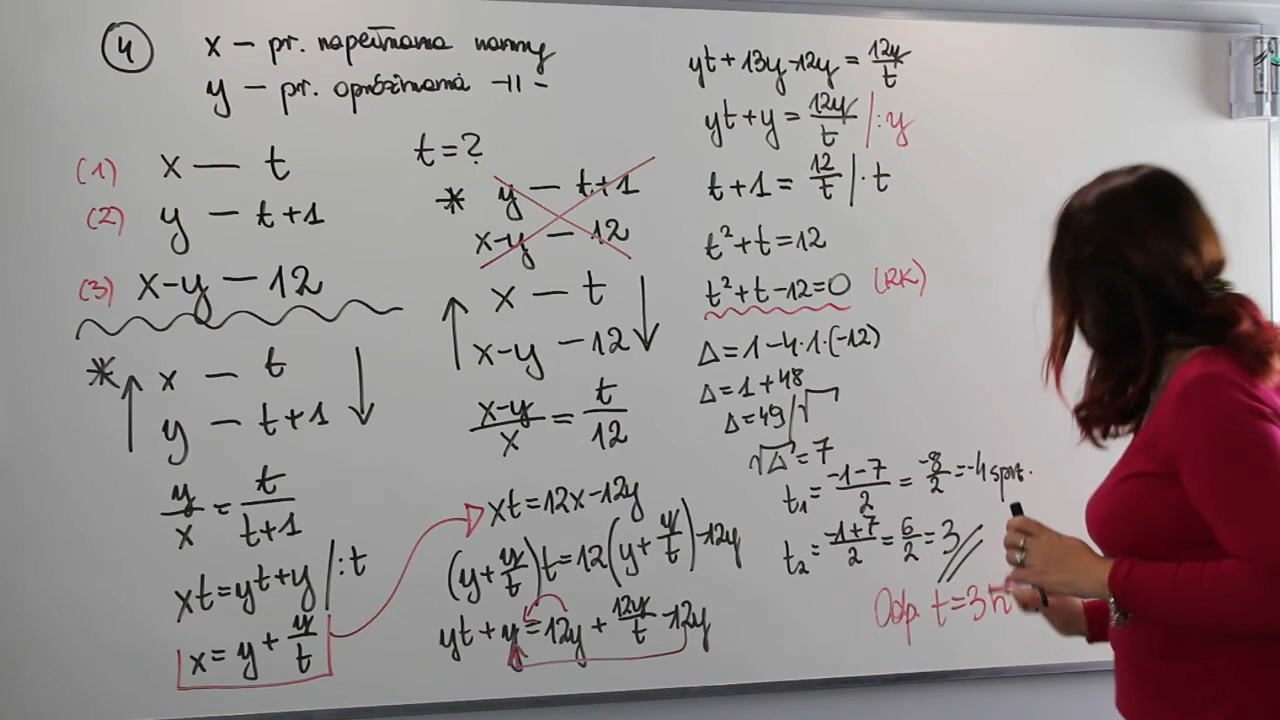 4
x – pr. napełniania wanny
y – pr. opróżniania –11–
(1) x — t
(2) y – t+1
(3) x-y – 12
* x – t
y – t+1
y/x = t/(t+1)
xt = yt+y /:t
x = y + y/t
t = ?
* y – t+1
x-y – 12
x – t
x-y – 12
(x-y)/x = t/12
xt = 12x-12y
(y + y/t)t = 12(y + y/t) - 12y
yt + y = 12y + 12y/t - 12y
yt + 13y - 12y = 12y/t
yt + y = 12y/t |:y
t + 1 = 12/t |·t
t² + t = 12
t² + t - 12 = 0 (RK)
Δ = 1 - 4·1·(-12)
Δ = 1 + 48
Δ = 49 /√
√Δ = 7
t₁ = (-1-7)/2 = -8/2 = -4 sprz.
t₂ = (-1+7)/2 = 6/2 = 3
Odp. t = 3h